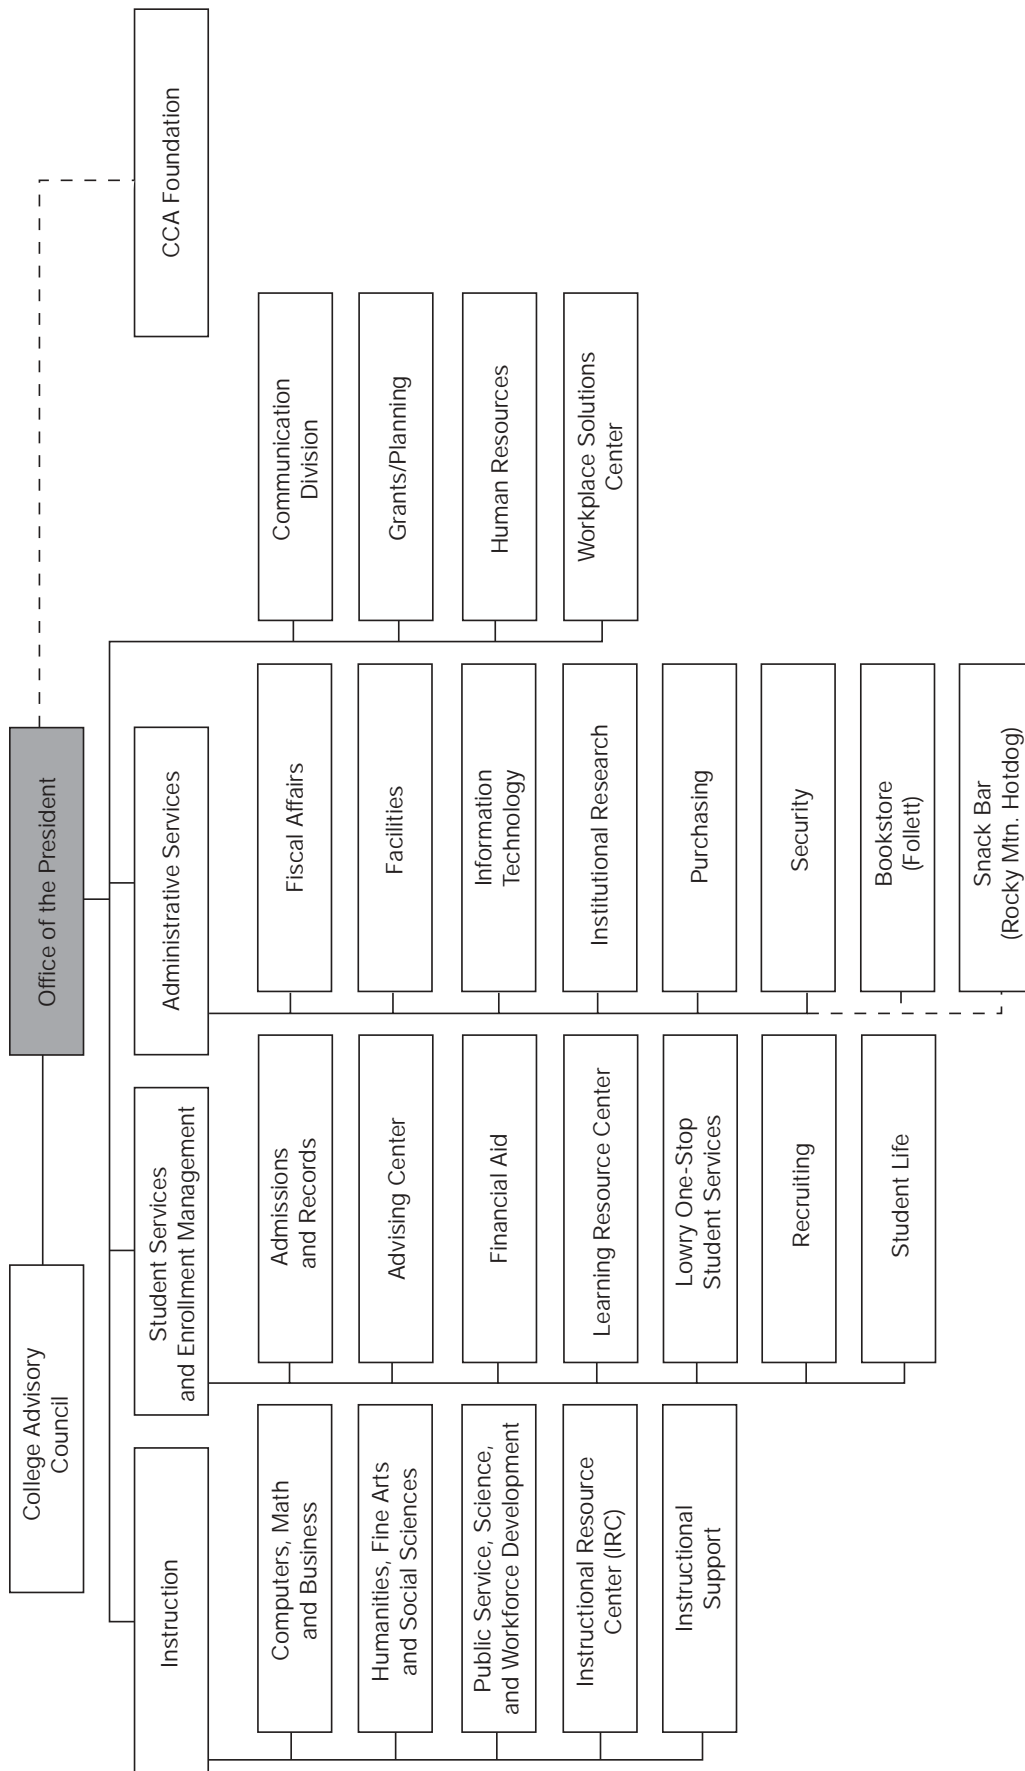 Office of the President
College Advisory
Council
CCA Foundation
Instruction
Student Services
and Enrollment Management
Administrative Services
Computers, Math
and Business
Humanities, Fine Arts
and Social Sciences
Public Service, Science,
and Workforce Development
Instructional Resource
Center (IRC)
Instructional
Support
Admissions
and Records
Advising Center
Financial Aid
Learning Resource Center
Lowry One-Stop
Student Services
Recruiting
Student Life
Fiscal Affairs
Facilities
Information
Technology
Institutional Research
Purchasing
Security
Bookstore
(Follett)
Snack Bar
(Rocky Mtn. Hotdog)
Communication
Division
Grants/Planning
Human Resources
Workplace Solutions
Center